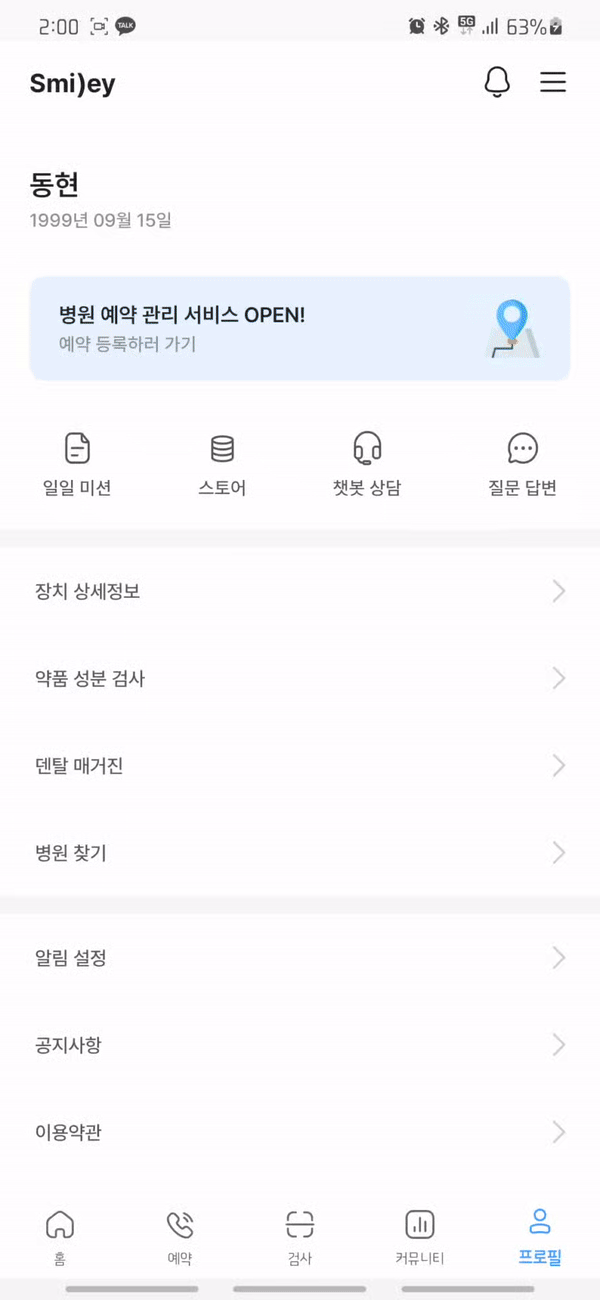 2:00 TALK 5G 63%
Smi)ey
동현
1999년 09월 15일
병원 예약 관리 서비스 OPEN!
예약 등록하러 가기
일일 미션 스토어 챗봇 상담 질문 답변
장치 상세정보
약품 성분 검사
덴탈 매거진
병원 찾기
알림 설정
공지사항
이용약관
홈 예약 검사 커뮤니티 프로필